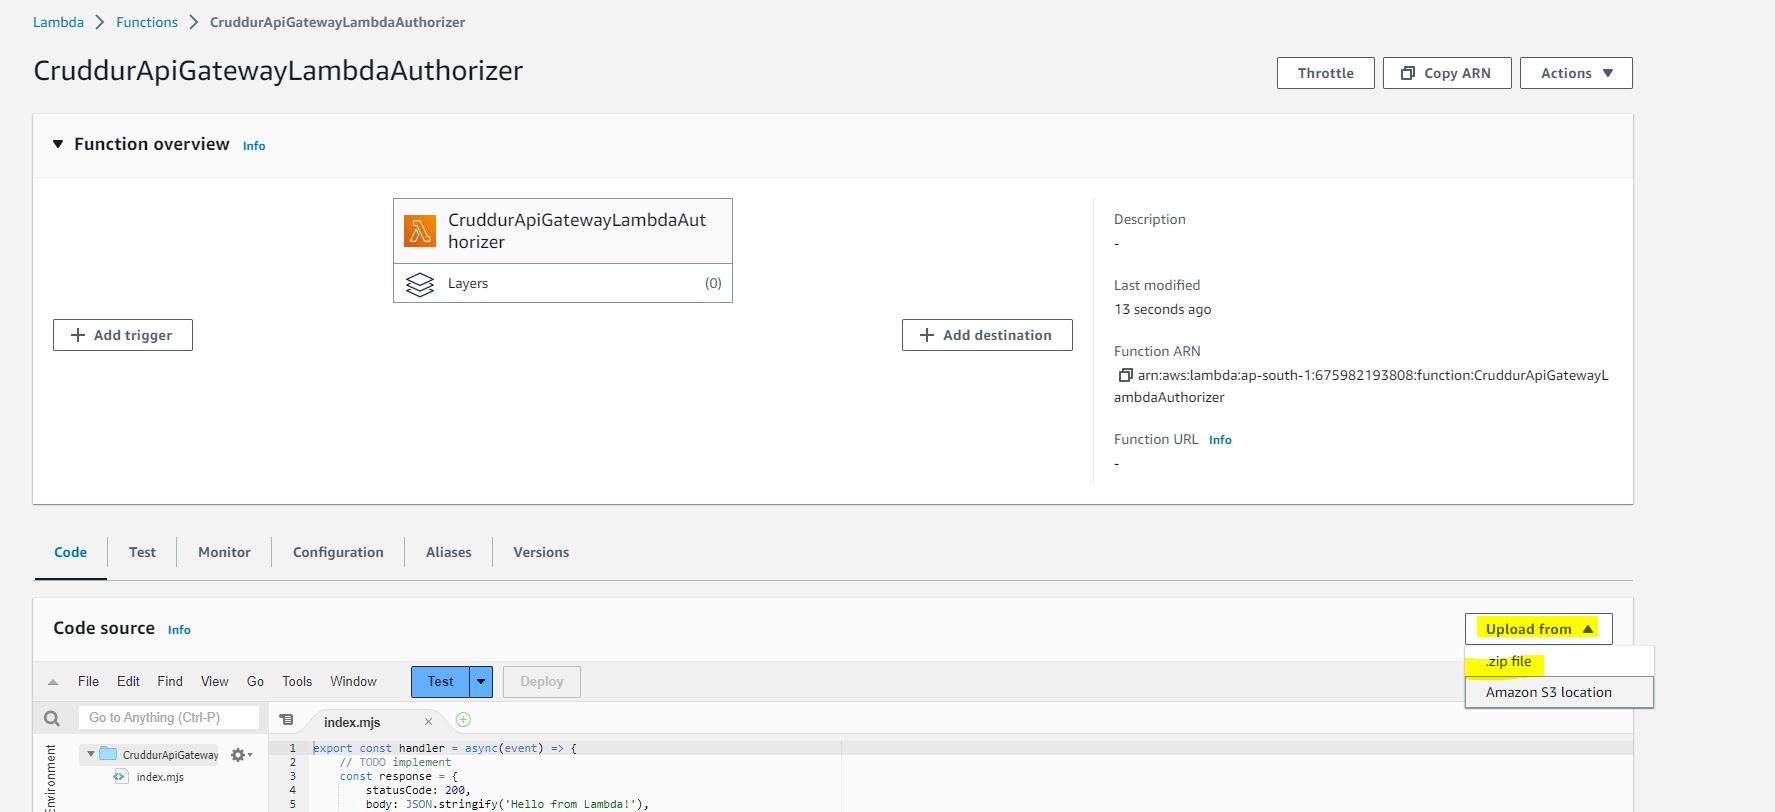 Lambda > Functions > CruddurApiGatewayLambdaAuthorizer
CruddurApiGatewayLambdaAuthorizer
Throttle
Copy ARN
Actions
Function overview Info
CruddurApiGatewayLambdaAut
horizer
Layers (0)
+ Add trigger
+ Add destination
Description
-
Last modified
13 seconds ago
Function ARN
arn:aws:lambda:ap-south-1:675982193808:function:CruddurApiGatewayL
ambdaAuthorizer
Function URL Info
-
Code Test Monitor Configuration Aliases Versions
Code source Info
Upload from
.zip file
Amazon S3 location
File Edit Find View Go Tools Window Test Deploy
Go to Anything (Ctrl-P)
index.mjs
Environment
CruddurApiGateway
index.mjs
1 export const handler = async(event) => {
2 // TODO implement
3 const response = {
4 statusCode: 200,
5 body: JSON.stringify('Hello from Lambda!'),